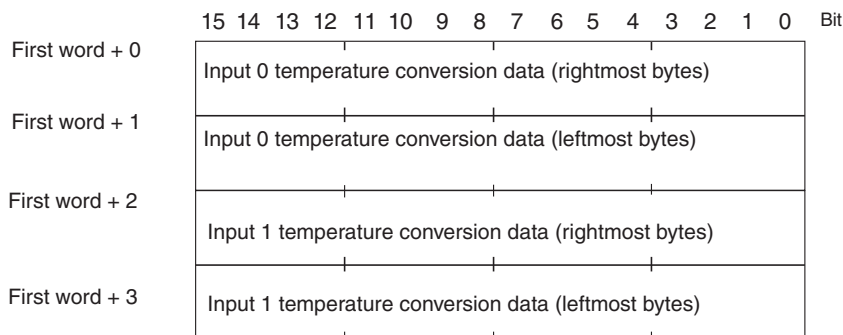 15 14 13 12 11 10 9 8 7 6 5 4 3 2 1 0 Bit
First word + 0
Input 0 temperature conversion data (rightmost bytes)
First word + 1
Input 0 temperature conversion data (leftmost bytes)
First word + 2
Input 1 temperature conversion data (rightmost bytes)
First word + 3
Input 1 temperature conversion data (leftmost bytes)